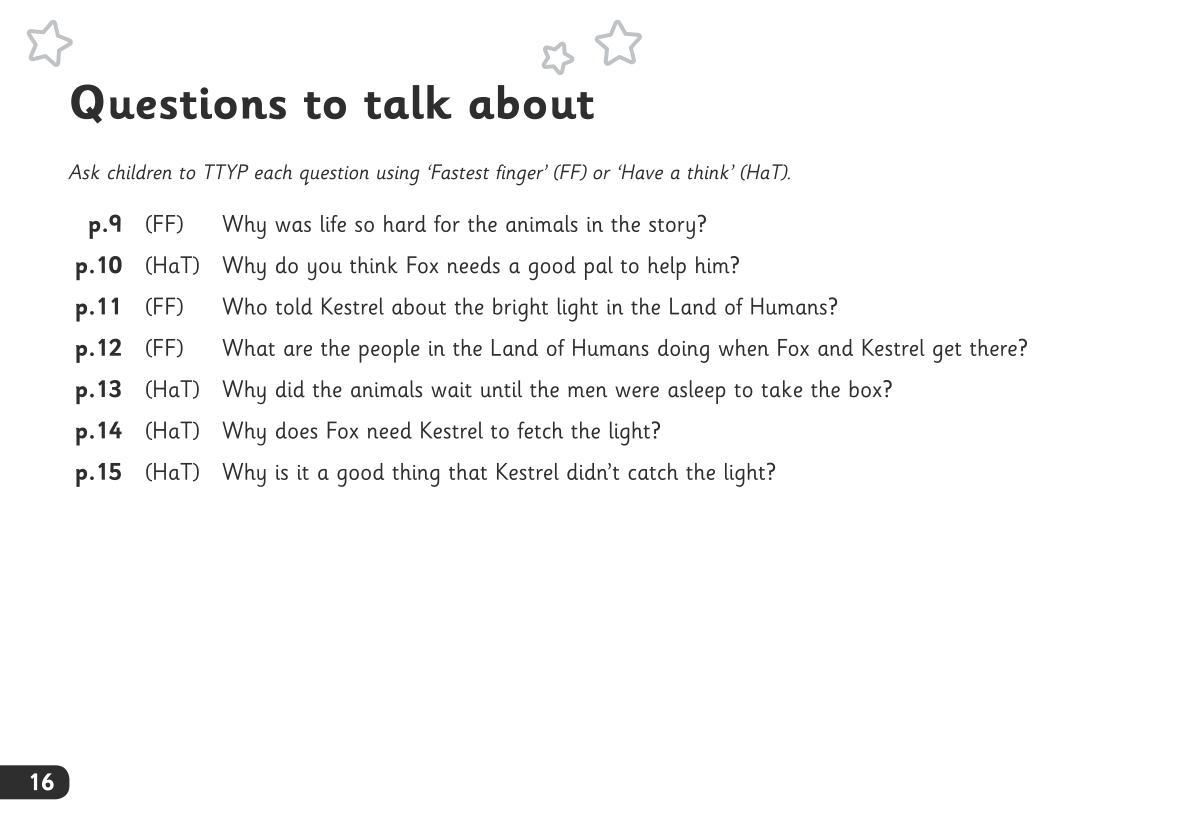 Questions to talk about
Ask children to TTYP each question using ‘Fastest finger’ (FF) or ‘Have a think’ (HaT).
p.9 (FF) Why was life so hard for the animals in the story?
p.10 (HaT) Why do you think Fox needs a good pal to help him?
p.11 (FF) Who told Kestrel about the bright light in the Land of Humans?
p.12 (FF) What are the people in the Land of Humans doing when Fox and Kestrel get there?
p.13 (HaT) Why did the animals wait until the men were asleep to take the box?
p.14 (HaT) Why does Fox need Kestrel to fetch the light?
p.15 (HaT) Why is it a good thing that Kestrel didn’t catch the light?
16